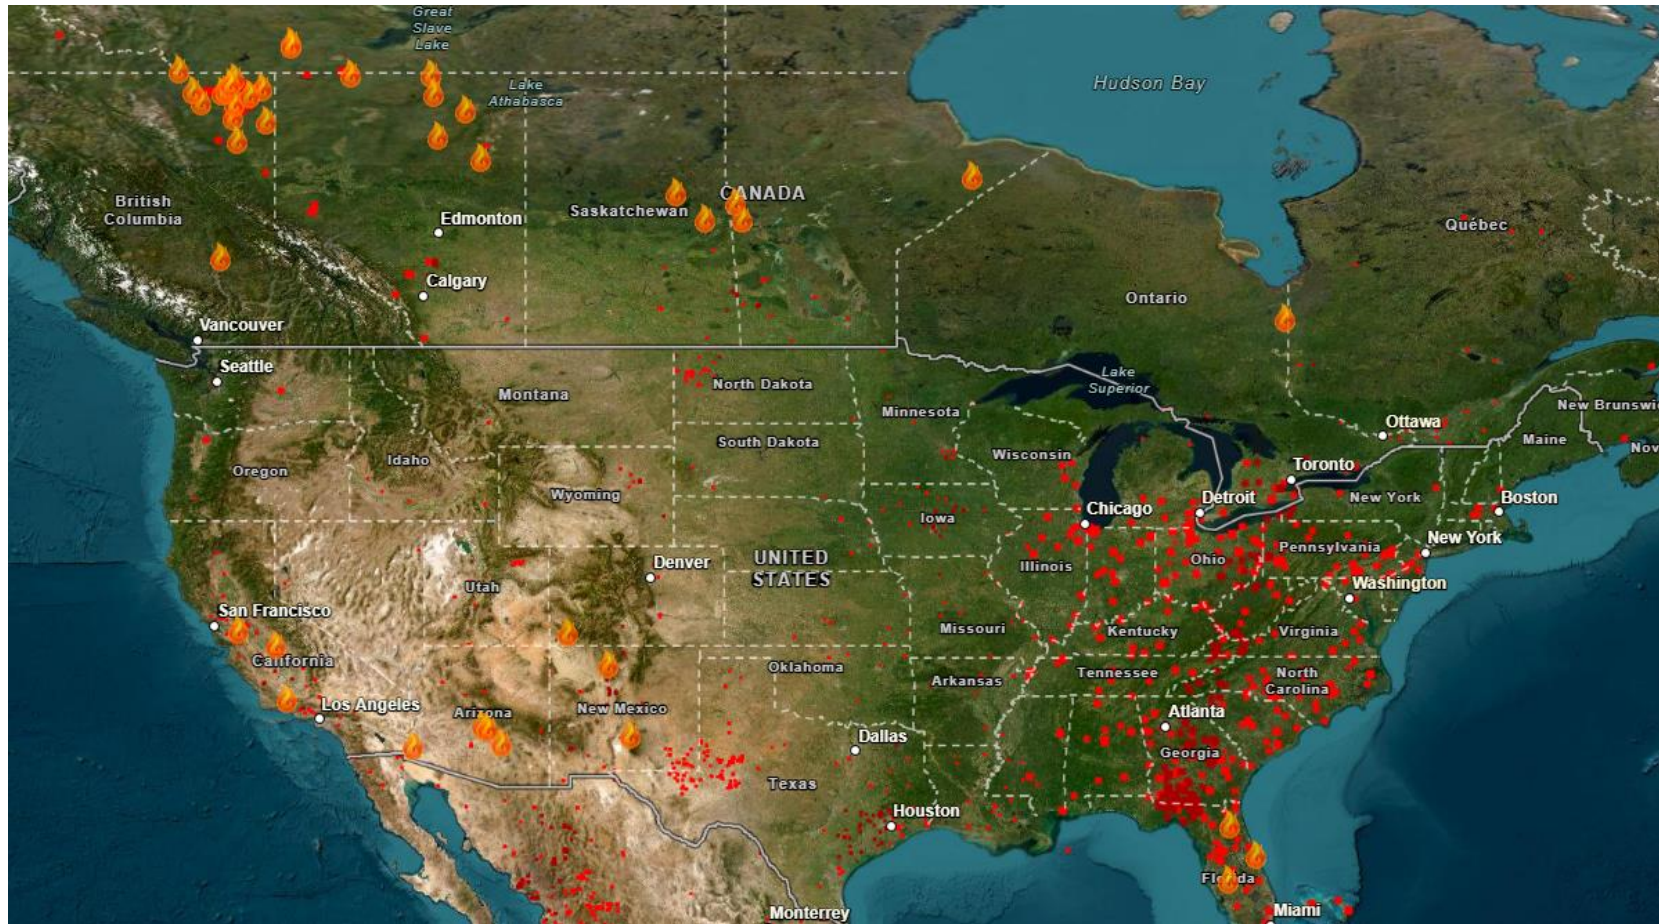 Great
Slave
Lake
Lake
Athabasca
Hudson Bay
British
Columbia
Edmonton
Saskatchewan
CANADA
Québec
Calgary
Ontario
Vancouver
Seattle
Montana
North Dakota
Lake
Superior
Minnesota
New Brunswi
Ottawa
Maine
Nov
South Dakota
Oregon
Idaho
Wisconsin
Toronto
Wyoming
Iowa
Chicago
Detroit
New York
Boston
Denver
UNITED
STATES
Illinois
Ohio
Pennsylvania
New York
Utah
Washington
San Francisco
Missouri
Kentucky
Virginia
California
Oklahoma
Arkansas
Tennessee
North
Carolina
Los Angeles
Arizona
New Mexico
Atlanta
Dallas
Georgia
Texas
Houston
Florida
Monterrey
Miami